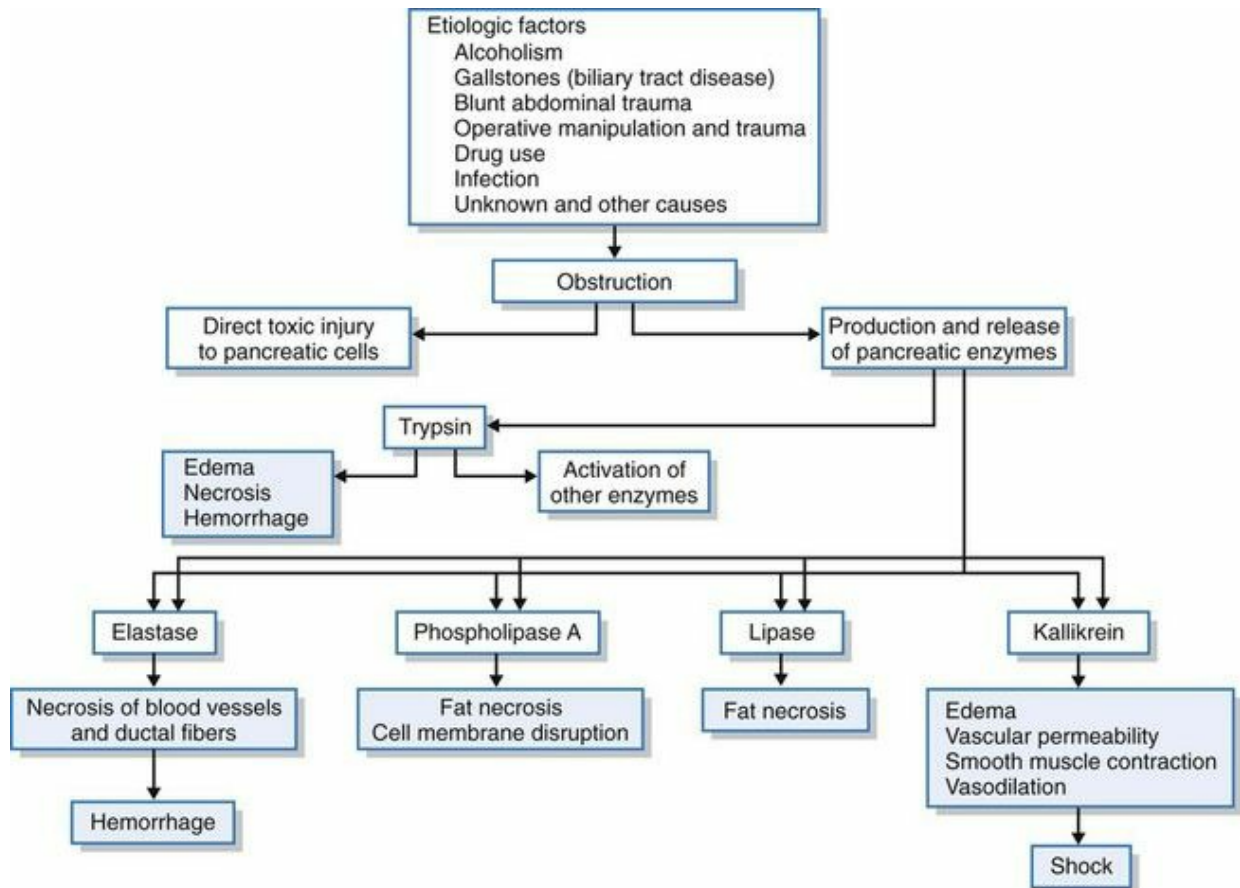 Etiologic factors
Alcoholism
Gallstones (biliary tract disease)
Blunt abdominal trauma
Operative manipulation and trauma
Drug use
Infection
Unknown and other causes
Obstruction
Direct toxic injury
to pancreatic cells
Production and release
of pancreatic enzymes
Trypsin
Edema
Necrosis
Hemorrhage
Activation of
other enzymes
Elastase
Phospholipase A
Lipase
Kallikrein
Necrosis of blood vessels
and ductal fibers
Fat necrosis
Cell membrane disruption
Fat necrosis
Edema
Vascular permeability
Smooth muscle contraction
Vasodilation
Hemorrhage
Shock